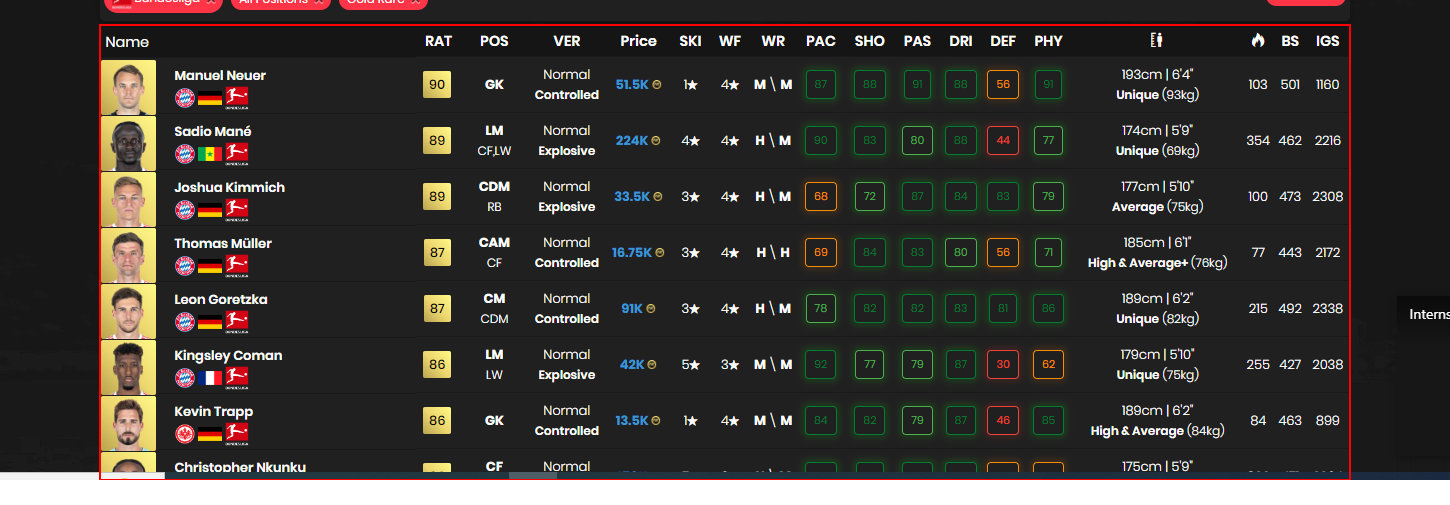 Bundesliga All Positions Gold Rare
Name RAT POS VER Price SKI WF WR PAC SHO PAS DRI DEF PHY BS IGS
Manuel Neuer 90 GK Normal Controlled 51.5K 1★ 4★ M \ M 87 88 91 88 56 91 193cm | 6'4" Unique (93kg) 103 501 1160
Sadio Mané 89 LM CF,LW Normal Explosive 224K 4★ 4★ H \ M 90 83 80 88 44 77 174cm | 5'9" Unique (69kg) 354 462 2216
Joshua Kimmich 89 CDM RB Normal Explosive 33.5K 3★ 4★ H \ M 68 72 87 84 83 79 177cm | 5'10" Average (75kg) 100 473 2308
Thomas Müller 87 CAM CF Normal Controlled 16.75K 3★ 4★ H \ H 69 84 83 80 56 71 185cm | 6'1" High & Average+ (76kg) 77 443 2172
Leon Goretzka 87 CM CDM Normal Controlled 91K 3★ 4★ H \ M 78 82 82 83 81 86 189cm | 6'2" Unique (82kg) 215 492 2338
Kingsley Coman 86 LM LW Normal Explosive 42K 5★ 3★ M \ M 92 77 79 87 30 62 179cm | 5'10" Unique (75kg) 255 427 2038
Kevin Trapp 86 GK Normal Controlled 13.5K 1★ 4★ M \ M 84 82 79 87 46 85 189cm | 6'2" High & Average (84kg) 84 463 899
Christopher Nkunku CF Normal 175cm | 5'9"
Interns